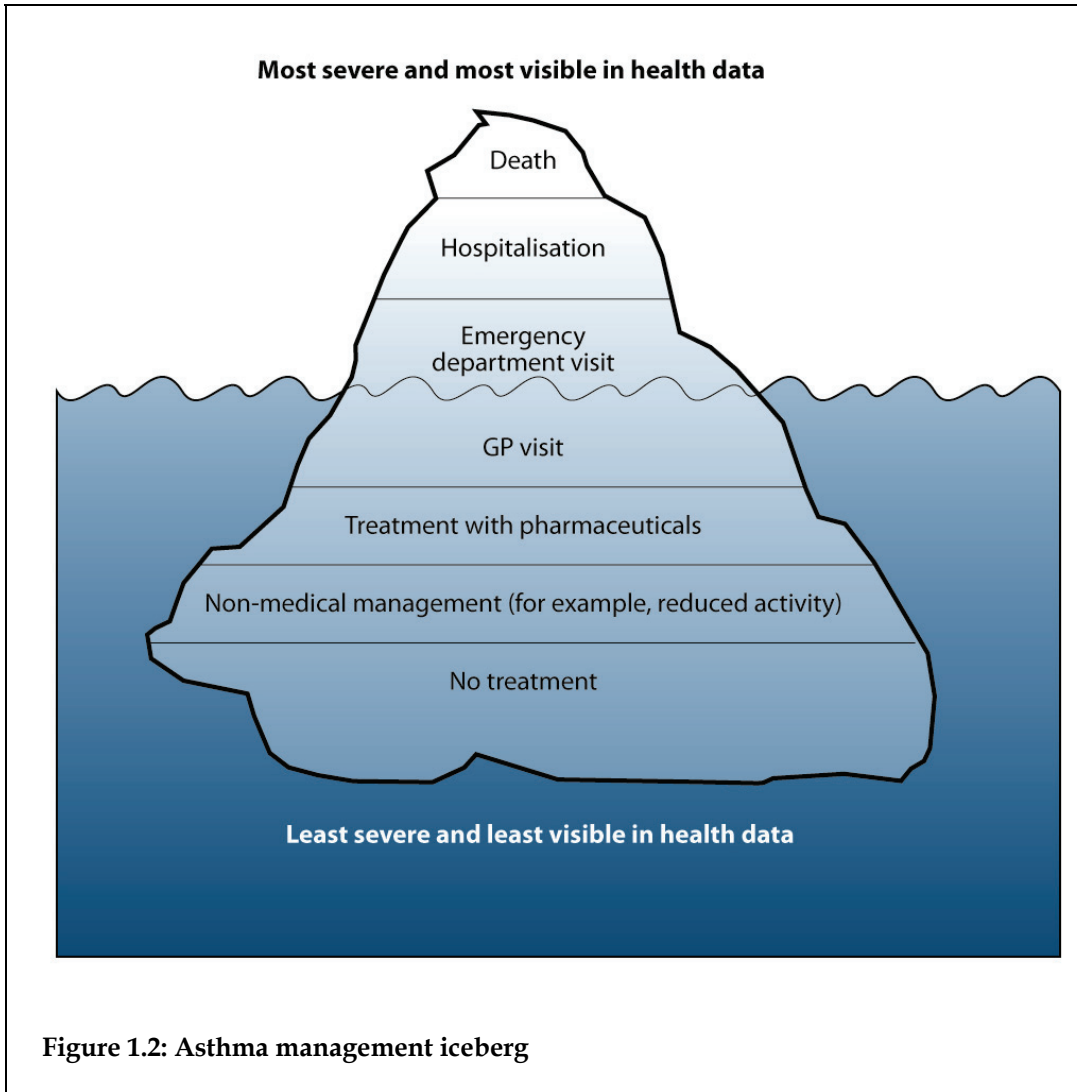 Most severe and most visible in health data
Death
Hospitalisation
Emergency
department visit
GP visit
Treatment with pharmaceuticals
Non-medical management (for example, reduced activity)
No treatment
Least severe and least visible in health data
Figure 1.2: Asthma management iceberg